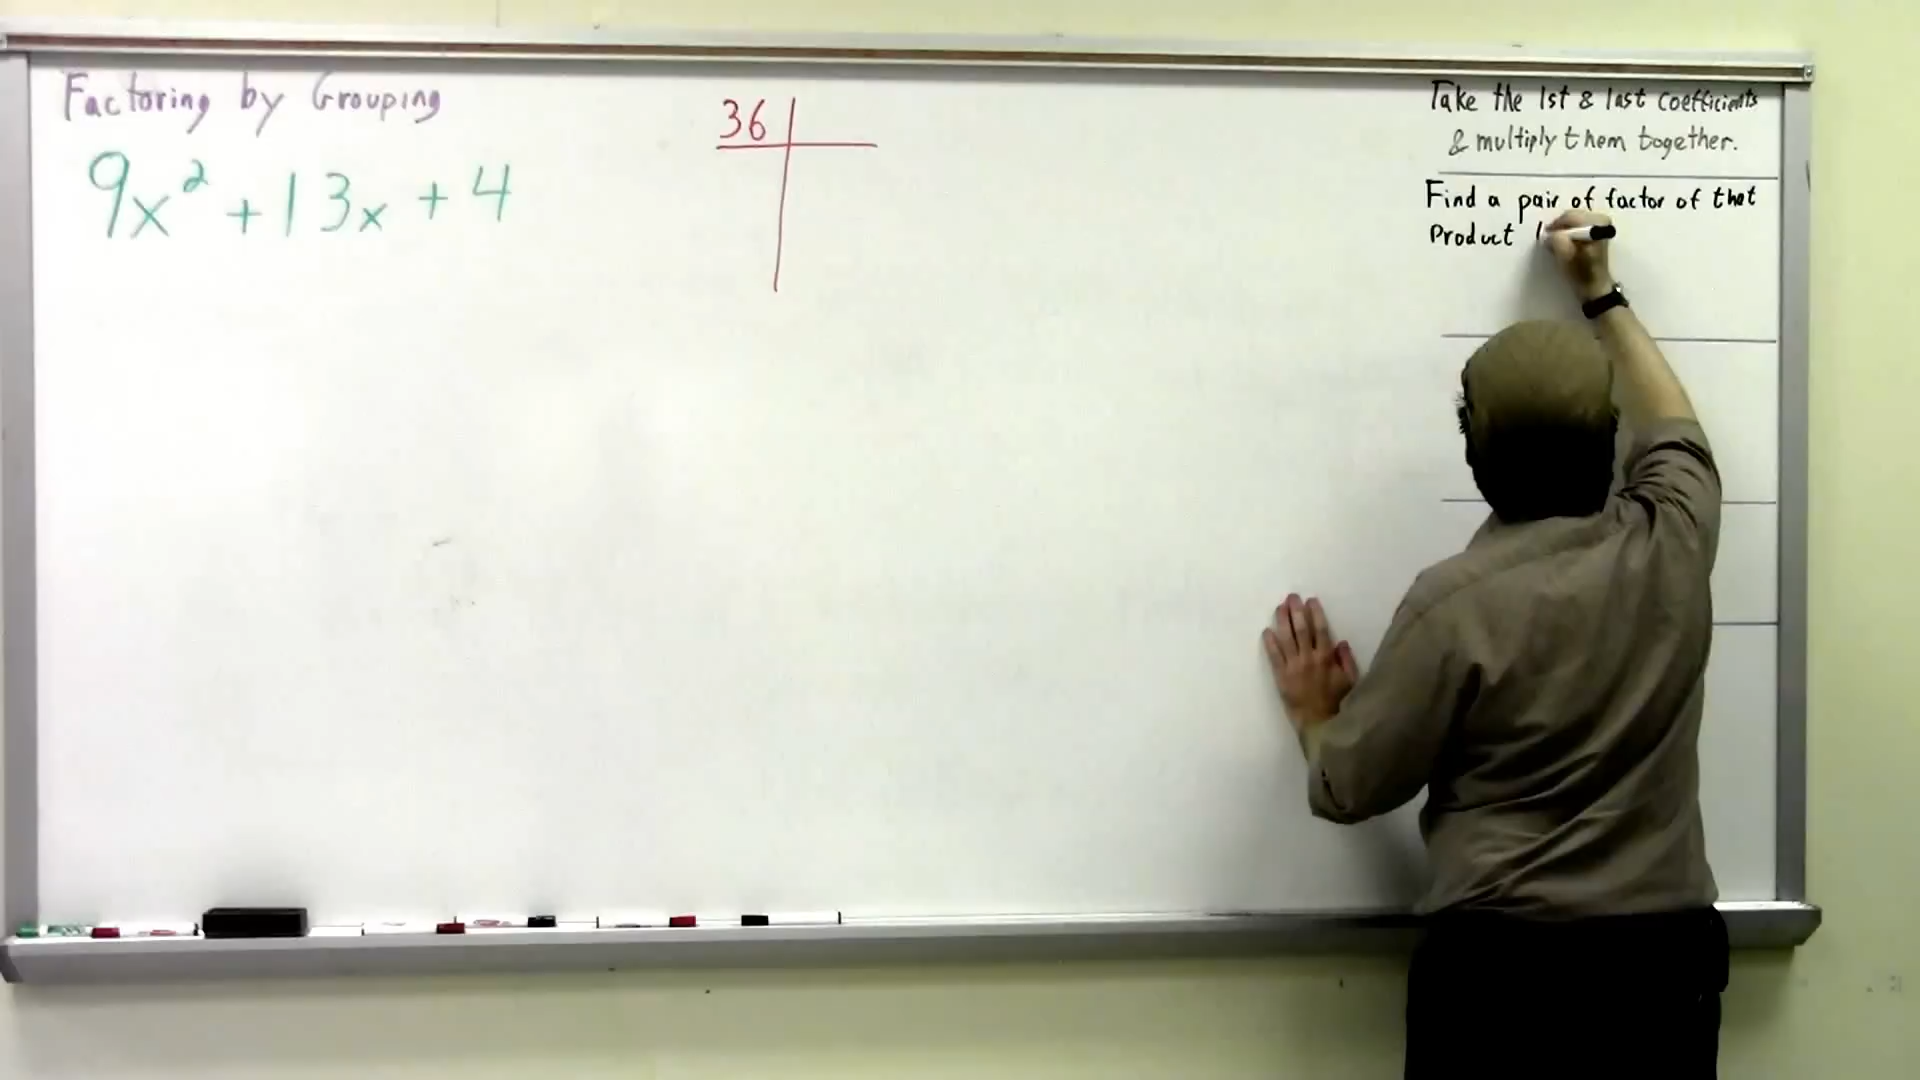 Factoring by Grouping
9x² + 13x + 4
36
Take the 1st & last coefficients
& multiply them together.
Find a pair of factor of that
Product